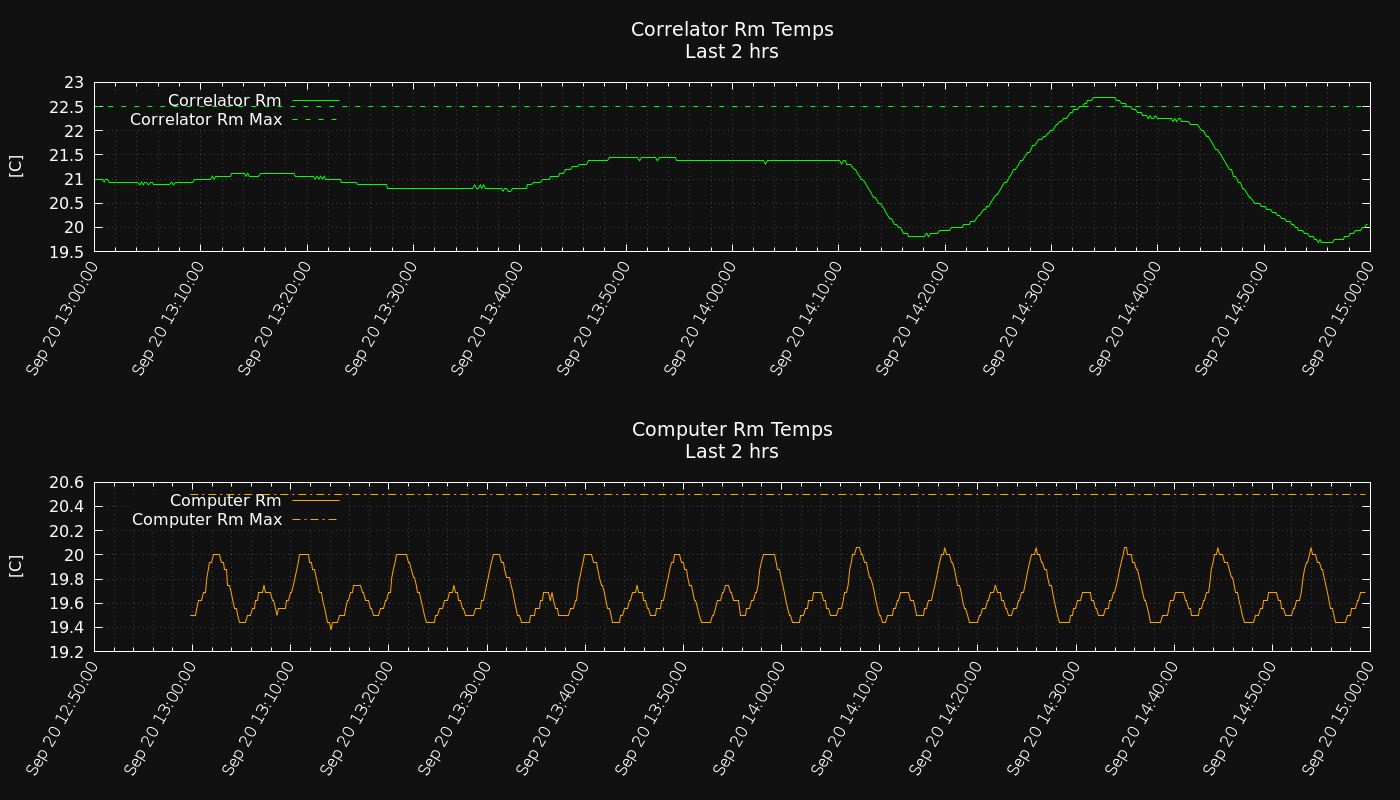 Correlator Rm Temps
Last 2 hrs
23
22.5
22
21.5
21
20.5
20
19.5
[C]
Correlator Rm
Correlator Rm Max
Sep 20 13:00:00
Sep 20 13:10:00
Sep 20 13:20:00
Sep 20 13:30:00
Sep 20 13:40:00
Sep 20 13:50:00
Sep 20 14:00:00
Sep 20 14:10:00
Sep 20 14:20:00
Sep 20 14:30:00
Sep 20 14:40:00
Sep 20 14:50:00
Sep 20 15:00:00
Computer Rm Temps
Last 2 hrs
20.6
20.4
20.2
20
19.8
19.6
19.4
19.2
[C]
Computer Rm
Computer Rm Max
Sep 20 12:50:00
Sep 20 13:00:00
Sep 20 13:10:00
Sep 20 13:20:00
Sep 20 13:30:00
Sep 20 13:40:00
Sep 20 13:50:00
Sep 20 14:00:00
Sep 20 14:10:00
Sep 20 14:20:00
Sep 20 14:30:00
Sep 20 14:40:00
Sep 20 14:50:00
Sep 20 15:00:00